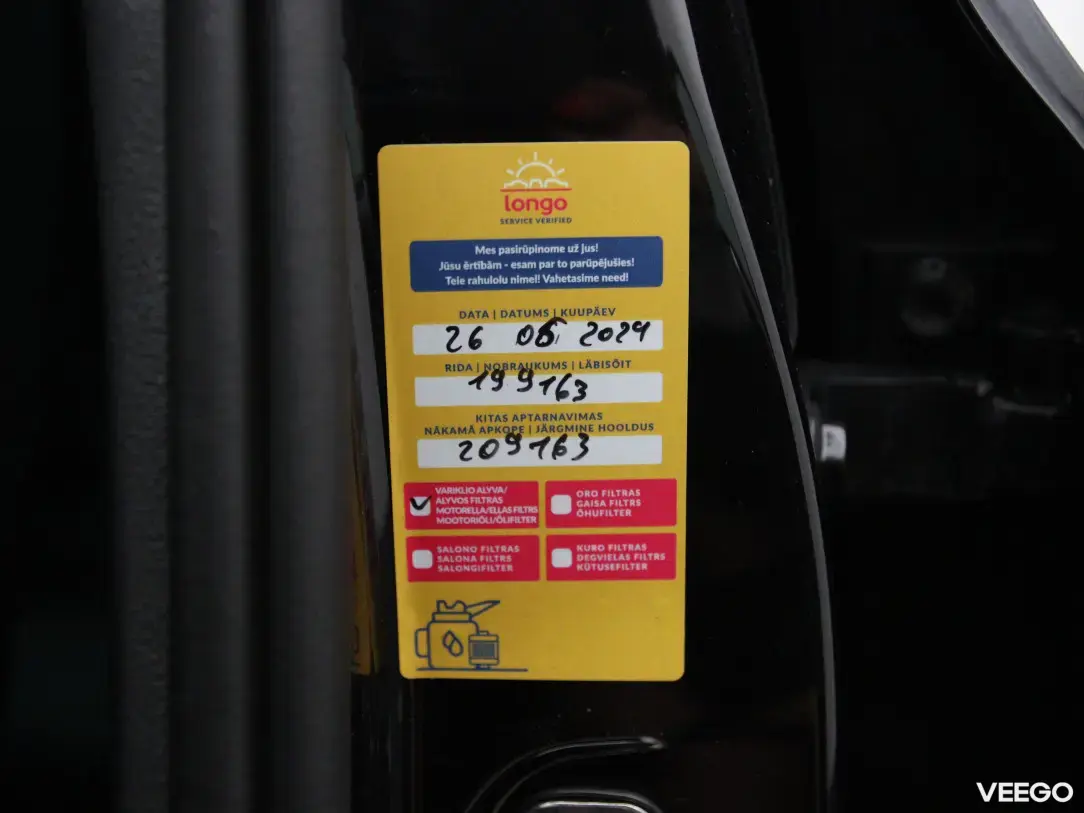 longo
SERVICE VERIFIED
Mes pasirūpinome už jus!
Jūsu ērtībām - esam par to parūpējušies!
Teie rahulolu nimel! Vahetasime need!
DATA | DATUMS | KUUPÄEV
26 05 2024
RIDA | NOBRAUKUMS | LÄBISÕIT
199163
KITAS APTARNAVIMAS
NĀKAMĀ APKOPE | JÄRGMINE HOOLDUS
209163
VARIKLIO ALYVA/
ALYVOS FILTRAS
MOTORELLA/ELLAS FILTRS
MOOTORIÕLI/ÕLIFILTER
ORO FILTRAS
GAISA FILTRS
ÕHUFILTER
SALONO FILTRAS
SALONA FILTRS
SALONGIFILTER
KURO FILTRAS
DEGVIELAS FILTRS
KÜTUSEFILTER
VEEGO